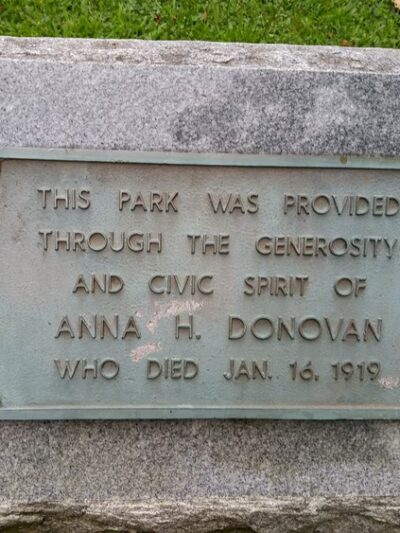 THIS PARK WAS PROVIDED
THROUGH THE GENEROSITY
AND CIVIC SPIRIT OF
ANNA H. DONOVAN
WHO DIED JAN. 16, 1919